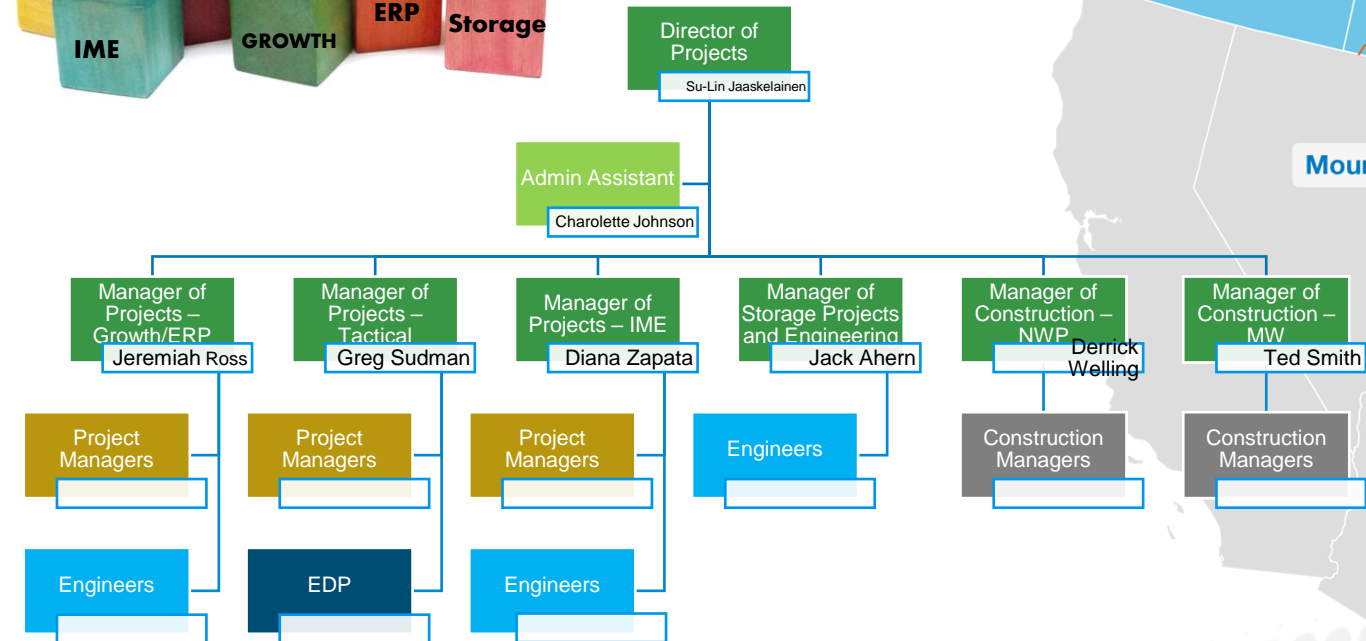 ERP
Storage
IME
GROWTH
Director of
Projects
Su-Lin Jaaskelainen
Admin Assistant
Charolette Johnson
Manager of
Projects –
Growth/ERP
Jeremiah Ross
Manager of
Projects –
Tactical
Greg Sudman
Manager of
Projects – IME
Diana Zapata
Manager of
Storage Projects
and Engineering
Jack Ahern
Manager of
Construction –
NWP
Derrick
Welling
Manager of
Construction –
MW
Ted Smith
Project
Managers
Project
Managers
Project
Managers
Engineers
Construction
Managers
Construction
Managers
Engineers
EDP
Engineers